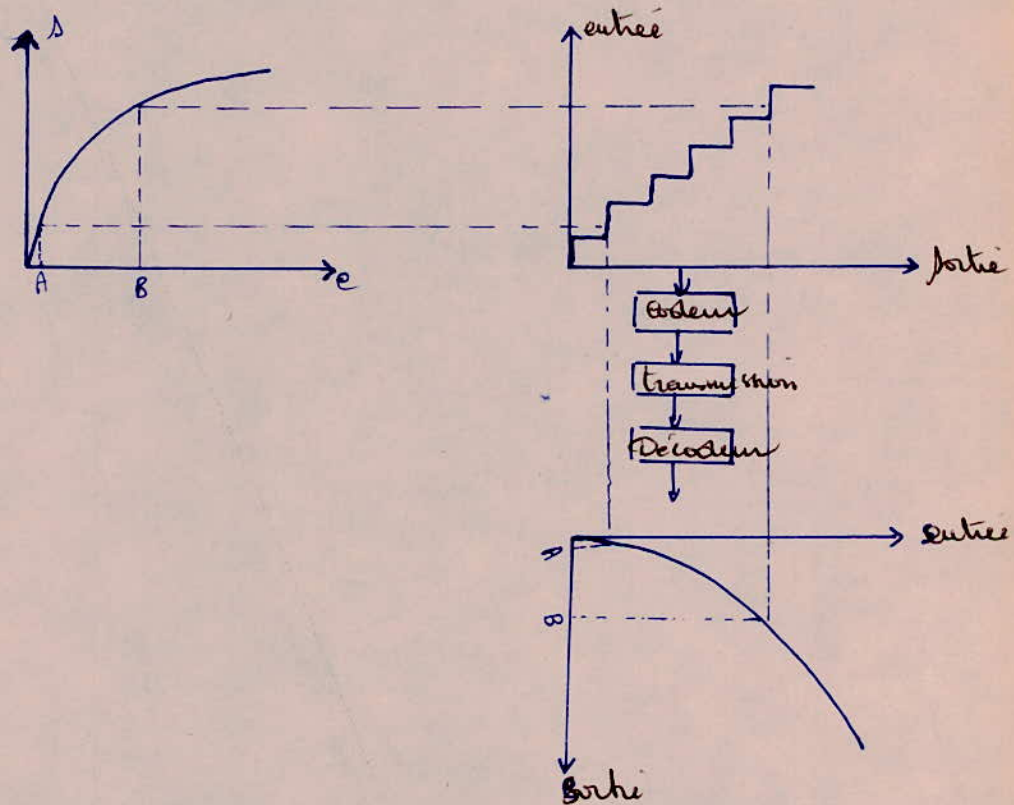 s
entrée
A
B
e
sortie
Codeur
transmission
Décodeur
entrée
A
B
Sortie